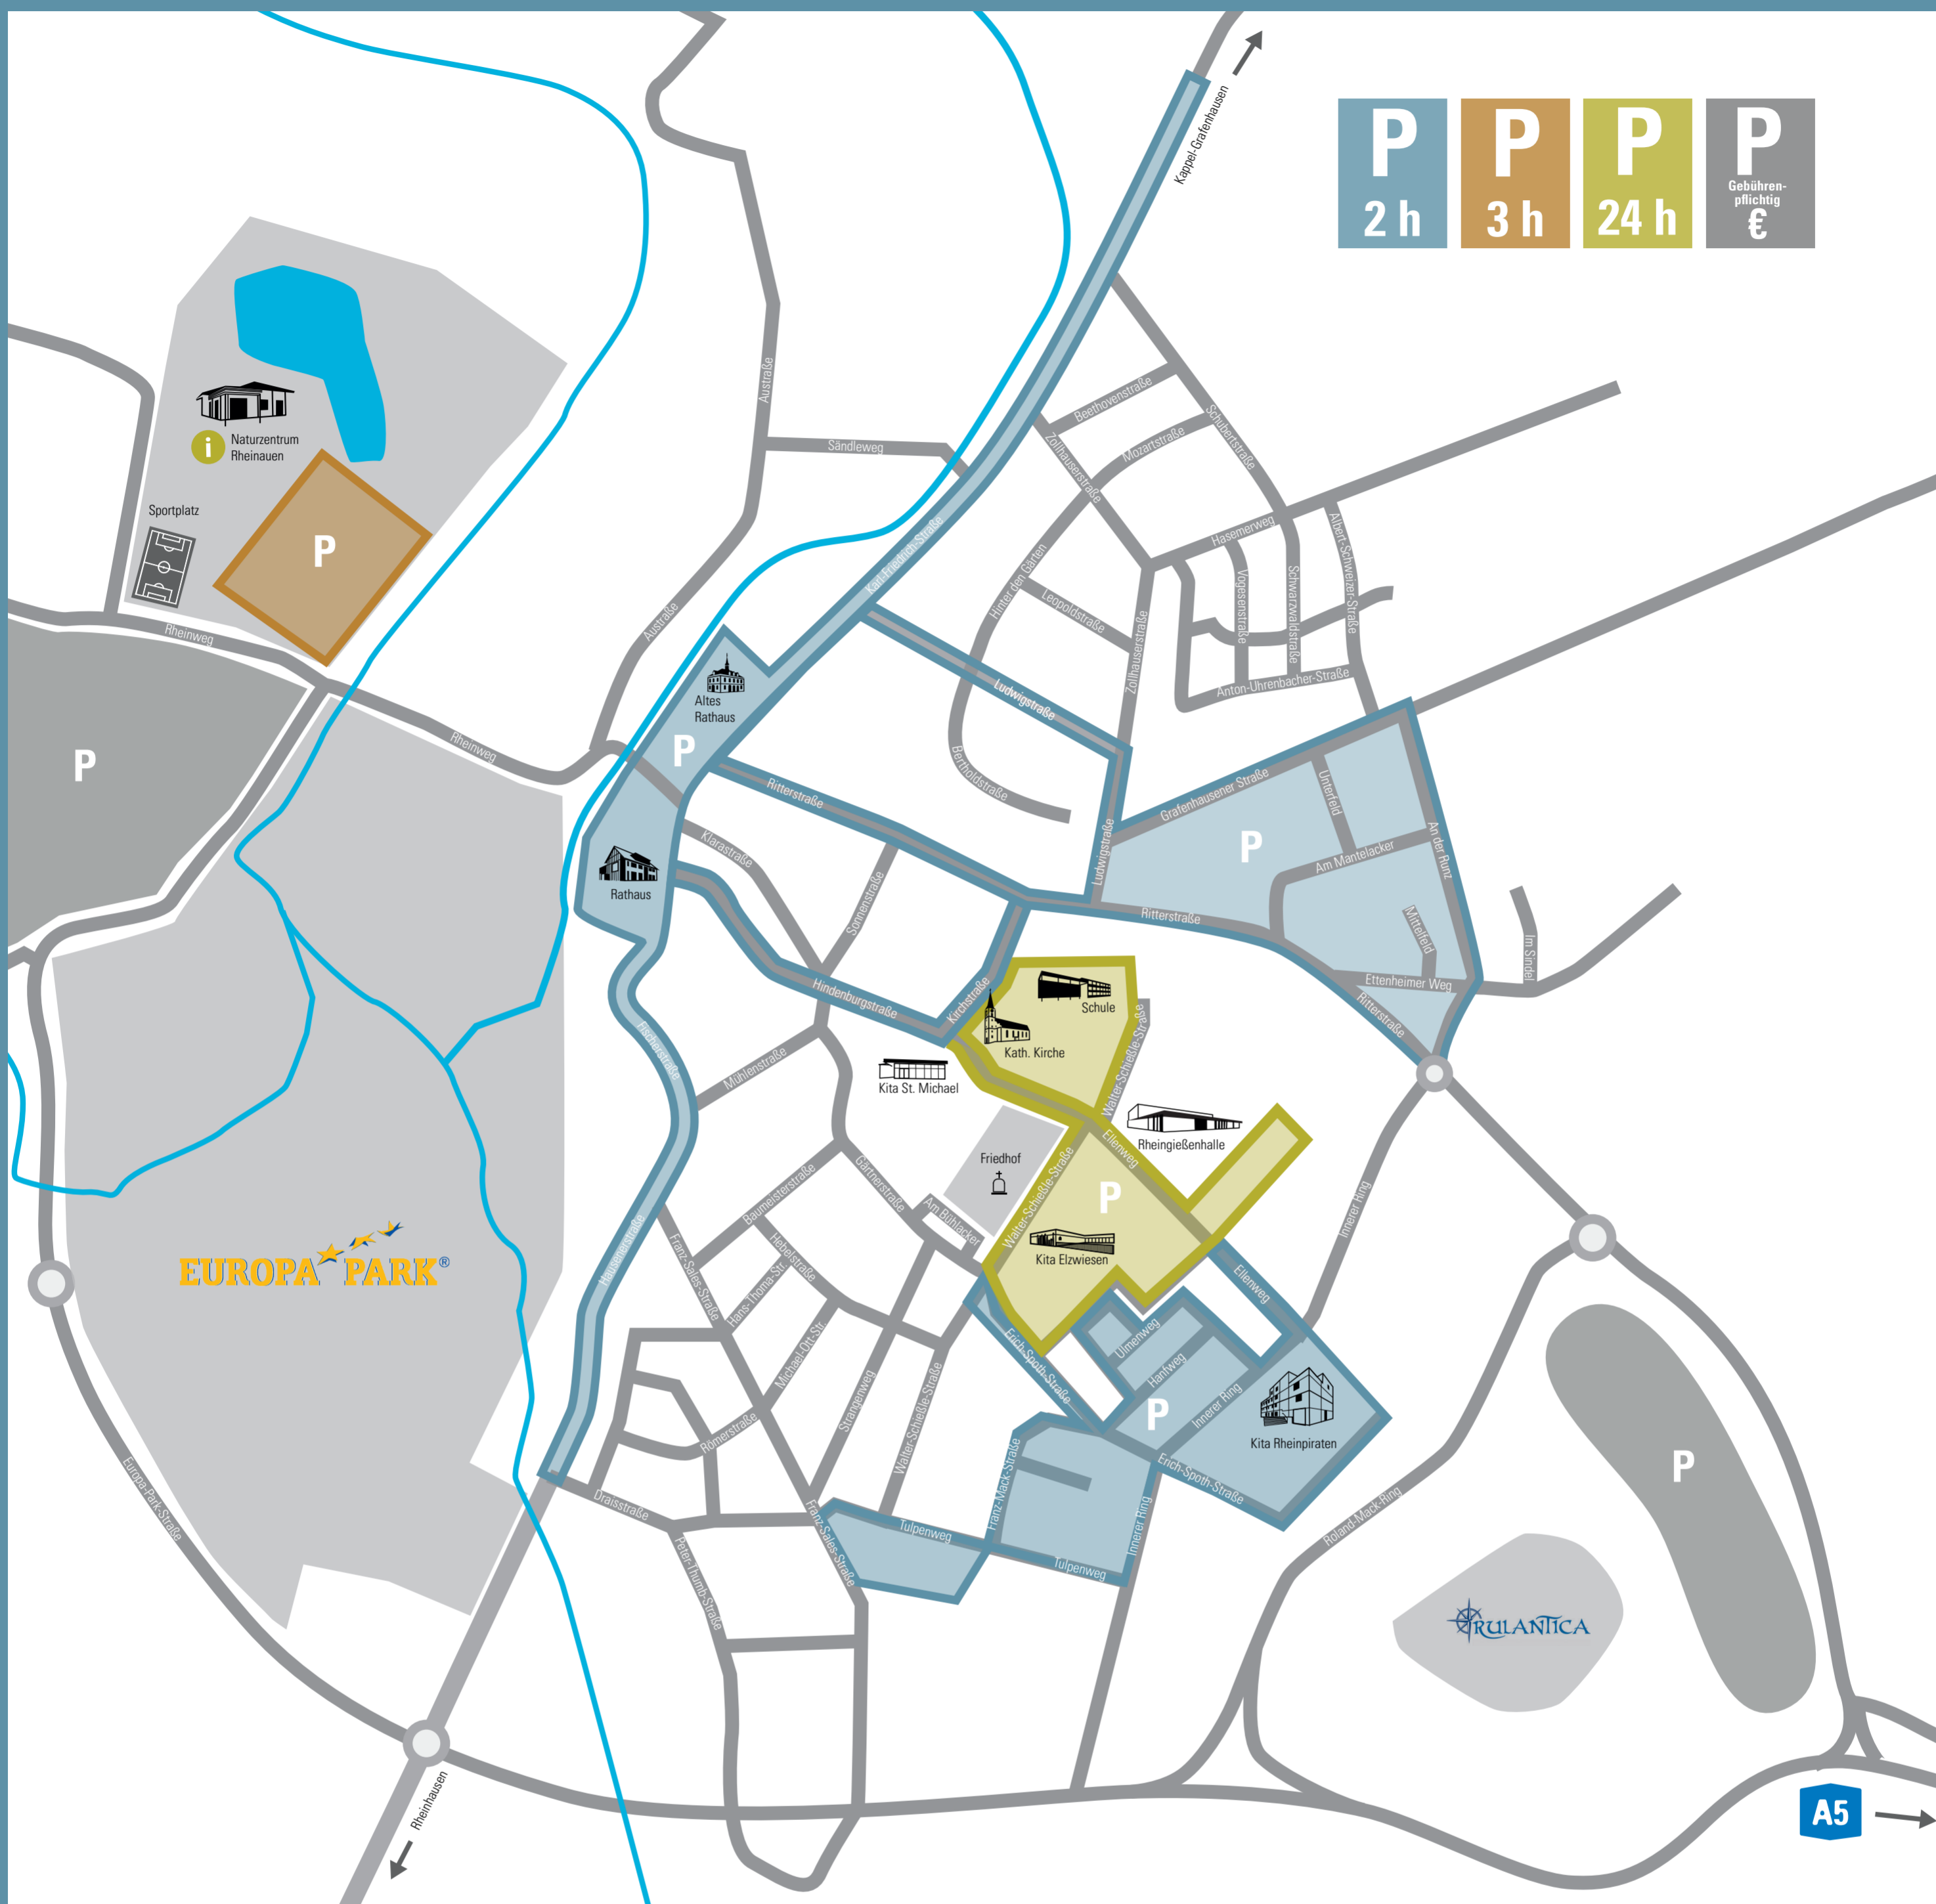 P
2 h
P
3 h
P
24 h
P
Gebühren-
pflichtig
€
Kappel-Grafenhausen
Naturzentrum
Rheinauen
i
Sportplatz
P
Rheinweg
P
Rheinweg
Austraße
Austraße
Sändleweg
Karl-Friedrich-Straße
Beethovenstraße
Mozartstraße
Schubertstraße
Zollhauserstraße
Hasemerweg
Albert-Schweizer-Straße
Vogesenstraße
Schwarzwaldstraße
Anton-Uhrenbacher-Straße
Hinter den Gärten
Leopoldstraße
Zollhauserstraße
Ludwigstraße
Bertholdstraße
Altes
Rathaus
P
Rathaus
Ritterstraße
Klarastraße
Sonnenstraße
Ludwigstraße
Grafenhausener Straße
Unterfeld
P
Am Mantelacker
An der Runz
Ritterstraße
Mittelfeld
Ettenheimer Weg
Im Sindel
Ritterstraße
Hindenburgstraße
Kirchstraße
Schule
Kath. Kirche
Walter-Schießle-Straße
Kita St. Michael
Fischerstraße
Mühlenstraße
Rheingießenhalle
Ellenweg
Friedhof
Walter-Schießle-Straße
P
Kita Elzwiesen
Gärtnerstraße
Am Bühlacker
Baumeisterstraße
Hebelstraße
Hausenerstraße
Franz-Sales-Straße
Hans-Thoma-Str.
Michael-Ott-Str.
Römerstraße
Strangenweg
Walter-Schießle-Straße
Innerer Ring
Ellenweg
Erich-Spoth-Straße
Ulmenweg
Hanfweg
Innerer Ring
P
Kita Rheinpiraten
Erich-Spoth-Straße
Franz-Mack-Straße
Innerer Ring
Tulpenweg
Tulpenweg
Franz-Sales-Straße
Draisstraße
Peter-Thumb-Straße
EUROPA PARK®
Europa-Park-Straße
Roland-Mack-Ring
P
RULANTICA
Rheinhausen
A5